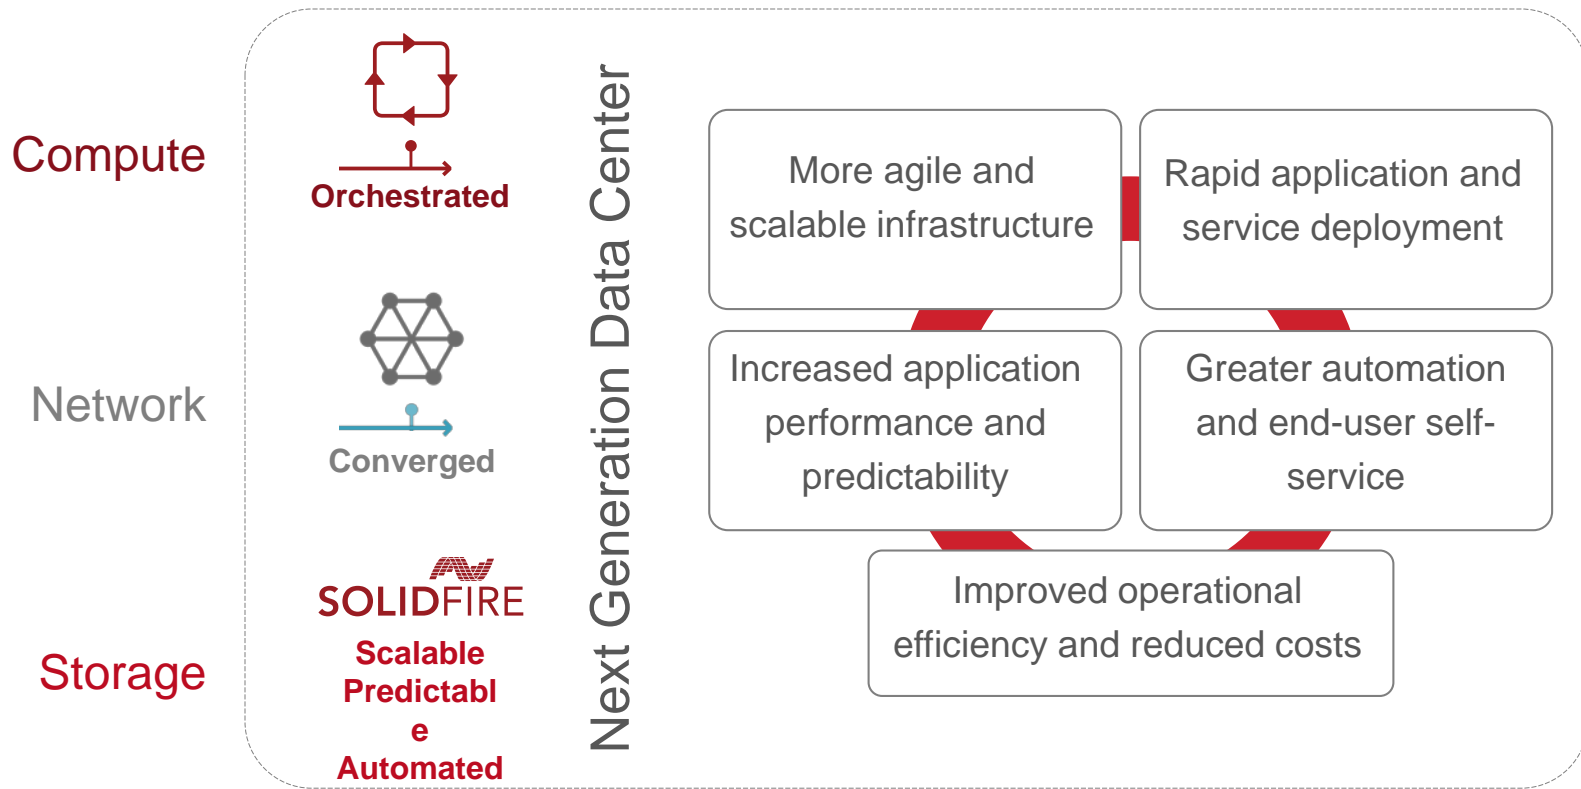 Compute
Orchestrated
Network
Converged
Storage
SOLIDFIRE
Scalable
Predictabl
e
Automated
Next Generation Data Center
More agile and
scalable infrastructure
Rapid application and
service deployment
Increased application
performance and
predictability
Greater automation
and end-user self-
service
Improved operational
efficiency and reduced costs